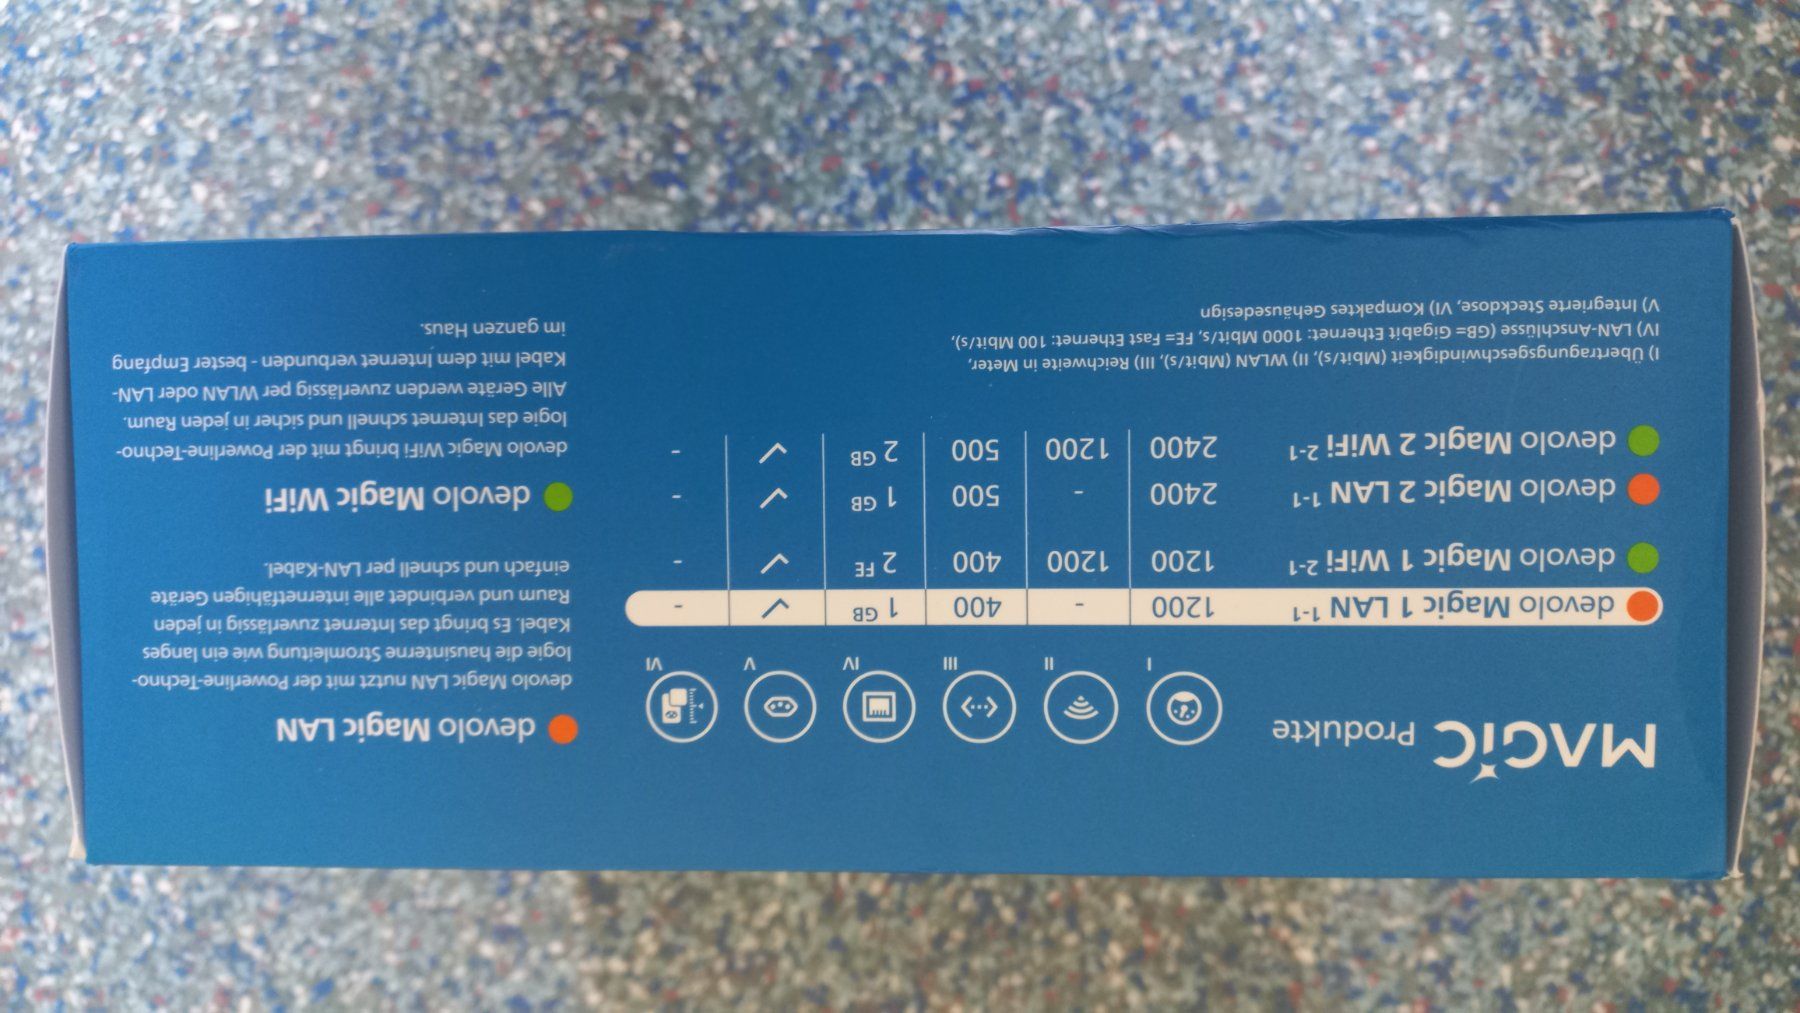 MAGIC Produkte
I II III IV V VI
devolo Magic 1 LAN 1-1 1200 - 400 1 GB ✓ -
devolo Magic 1 WiFi 2-1 1200 1200 400 2 FE ✓ -
devolo Magic 2 LAN 1-1 2400 - 500 1 GB ✓ -
devolo Magic 2 WiFi 2-1 2400 1200 500 2 GB ✓ -
I) Übertragungsgeschwindigkeit (Mbit/s), II) WLAN (Mbit/s), III) Reichweite in Meter,
IV) LAN-Anschlüsse (GB= Gigabit Ethernet: 1000 Mbit/s, FE= Fast Ethernet: 100 Mbit/s),
V) Integrierte Steckdose, VI) Kompaktes Gehäusedesign
devolo Magic LAN
devolo Magic LAN nutzt mit der Powerline-Techno-
logie die hausinterne Stromleitung wie ein langes
Kabel. Es bringt das Internet zuverlässig in jeden
Raum und verbindet alle internetfähigen Geräte
einfach und schnell per LAN-Kabel.
devolo Magic WiFi
devolo Magic WiFi bringt mit der Powerline-Techno-
logie das Internet schnell und sicher in jeden Raum.
Alle Geräte werden zuverlässig per WLAN oder LAN-
Kabel mit dem Internet verbunden - bester Empfang
im ganzen Haus.